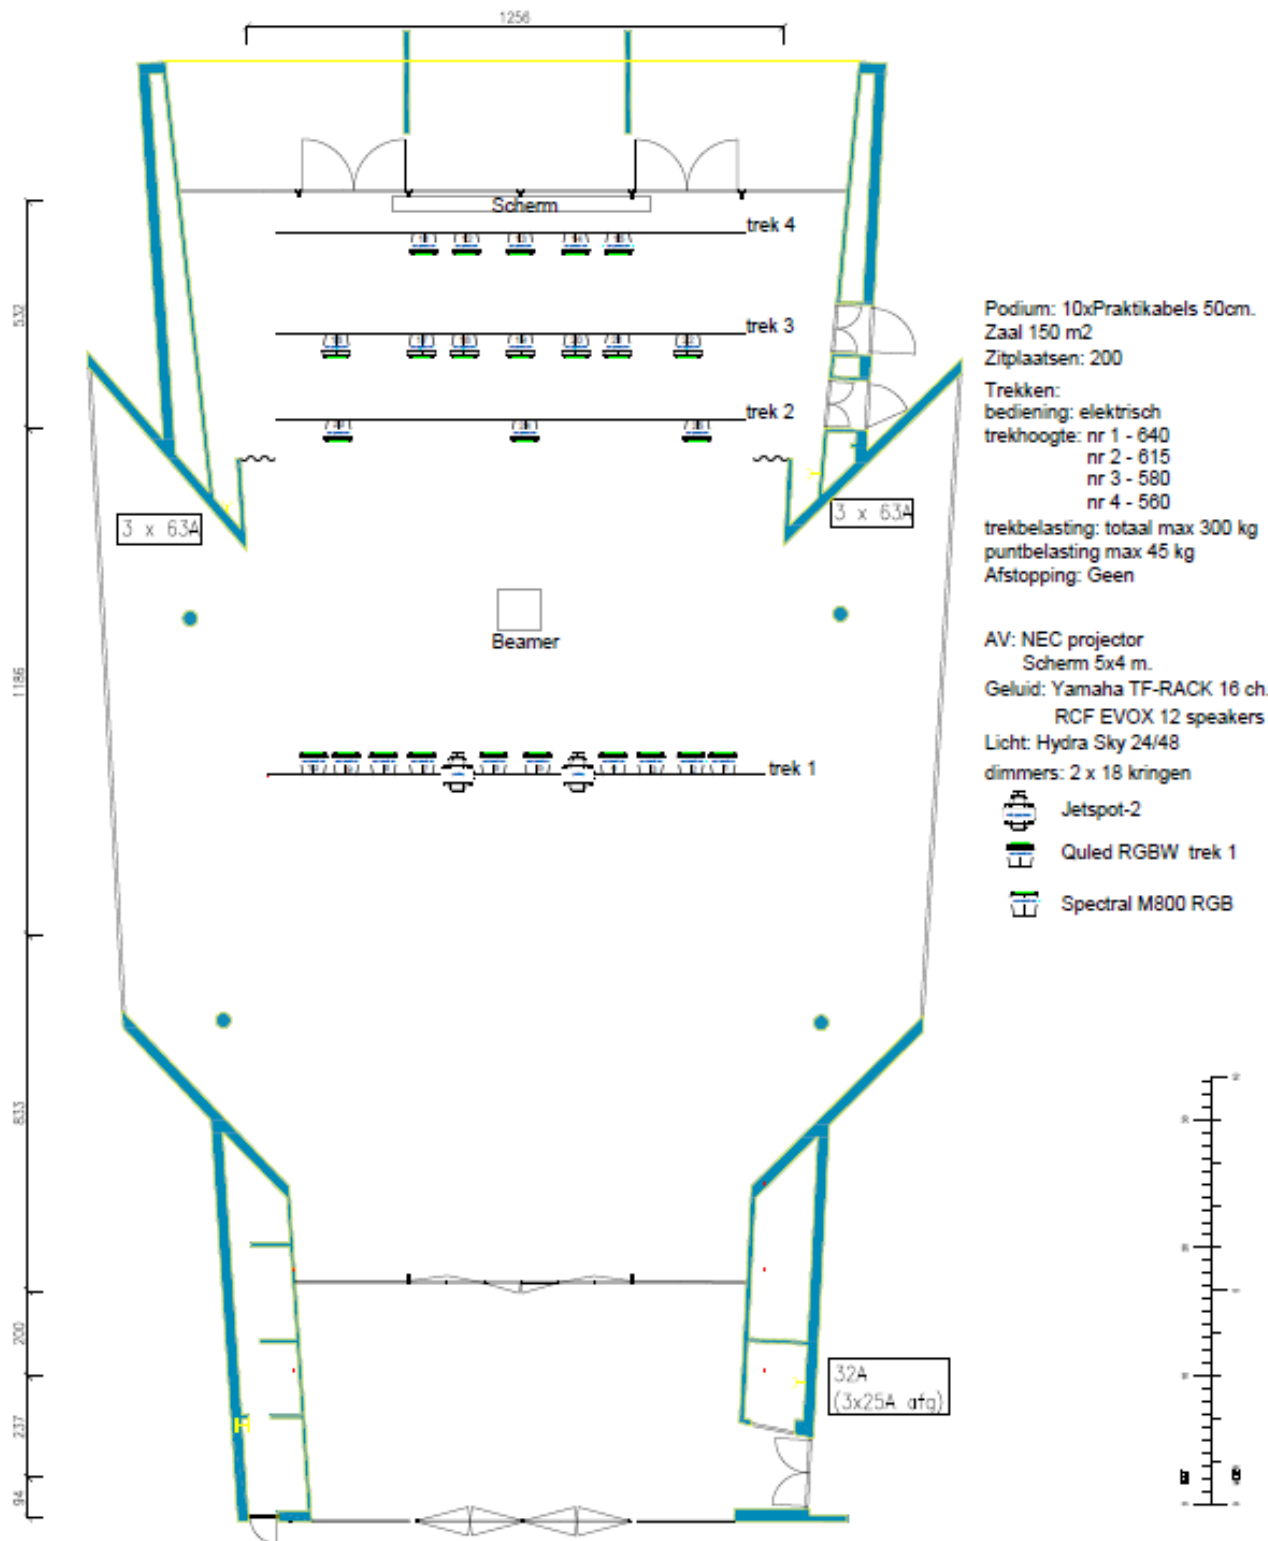 1256
Scherm
trek 4
532
trek 3
trek 2
3 x 63A
3 x 63A
Beamer
1186
trek 1
833
200
237
94
32A
(3x25A afg)
Podium: 10xPraktikabels 50cm.
Zaal 150 m2
Zitplaatsen: 200
Trekken:
bediening: elektrisch
trekhoogte: nr 1 - 640
nr 2 - 615
nr 3 - 580
nr 4 - 560
trekbelasting: totaal max 300 kg
puntbelasting max 45 kg
Afstopping: Geen
AV: NEC projector
Scherm 5x4 m.
Geluid: Yamaha TF-RACK 16 ch.
RCF EVOX 12 speakers
Licht: Hydra Sky 24/48
dimmers: 2 x 18 kringen
Jetspot-2
Quled RGBW trek 1
Spectral M800 RGB